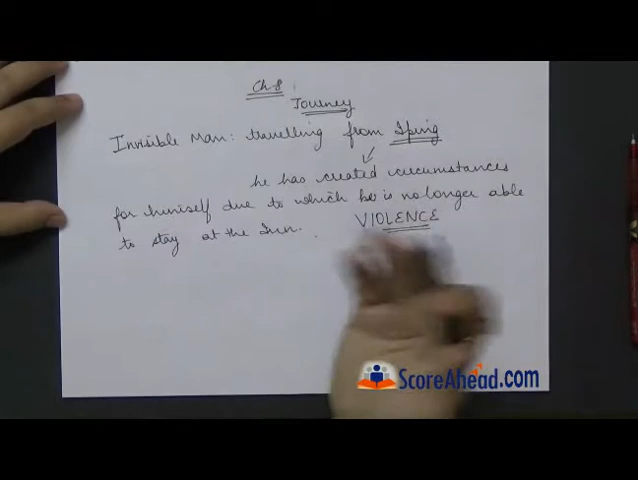 Ch-8
Journey
Invisible Man: travelling from Iping
he has created circumstances
for himself due to which he is no longer able
to stay at the Inn. VIOLENCE
ScoreAhead.com